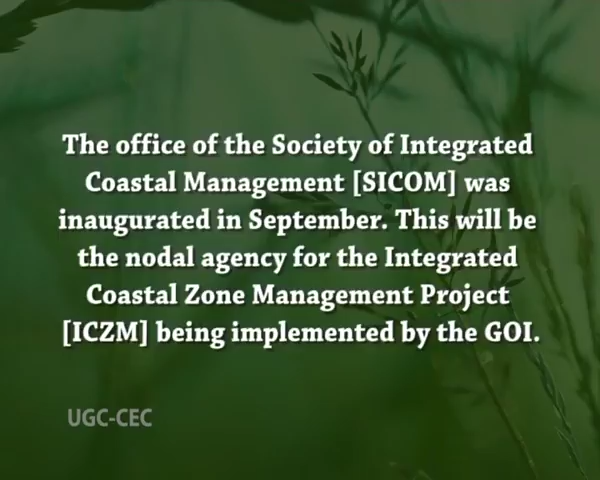 The office of the Society of Integrated
Coastal Management [SICOM] was
inaugurated in September. This will be
the nodal agency for the Integrated
Coastal Zone Management Project
[ICZM] being implemented by the GOI.
UGC-CEC